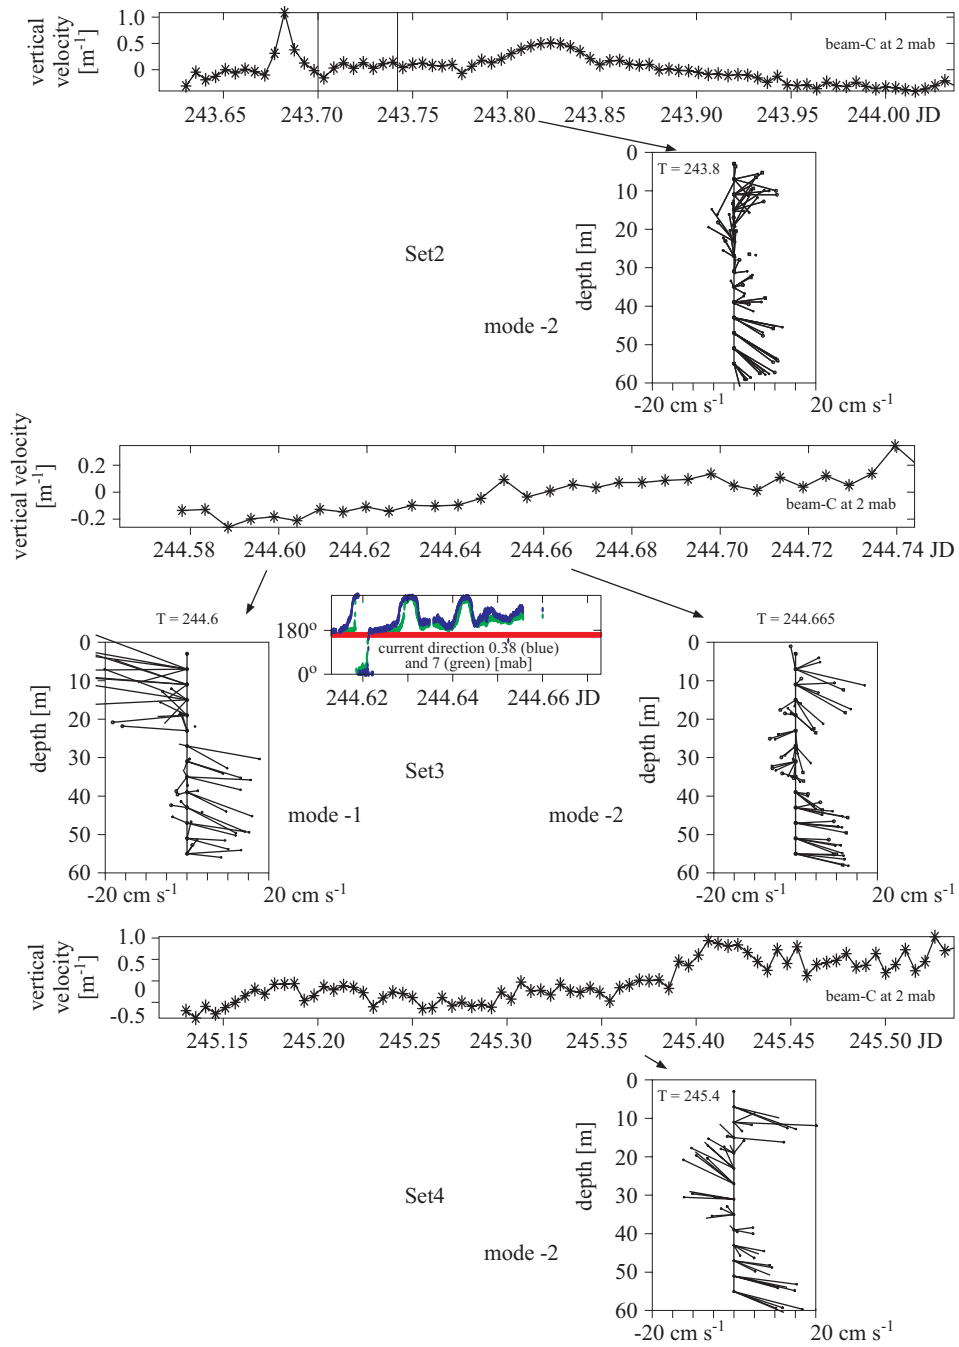 vertical
velocity
[m-1]
1.0
0.5
0
beam-C at 2 mab
243.65 243.70 243.75 243.80 243.85 243.90 243.95 244.00 JD
Set2
mode -2
depth [m]
0
10
20
30
40
50
60
T = 243.8
-20 cm s-1 20 cm s-1
vertical velocity
[m-1]
0.2
0
-0.2
beam-C at 2 mab
244.58 244.60 244.62 244.64 244.66 244.68 244.70 244.72 244.74 JD
T = 244.6
depth [m]
0
10
20
30
40
50
60
-20 cm s-1 20 cm s-1
mode -1
180o
0o
current direction 0.38 (blue)
and 7 (green) [mab]
244.62 244.64 244.66 JD
Set3
mode -2
T = 244.665
depth [m]
0
10
20
30
40
50
60
-20 cm s-1 20 cm s-1
vertical
velocity
[m-1]
1.0
0.5
0
-0.5
beam-C at 2 mab
245.15 245.20 245.25 245.30 245.35 245.40 245.45 245.50 JD
Set4
mode -2
depth [m]
0
10
20
30
40
50
60
T = 245.4
-20 cm s-1 20 cm s-1